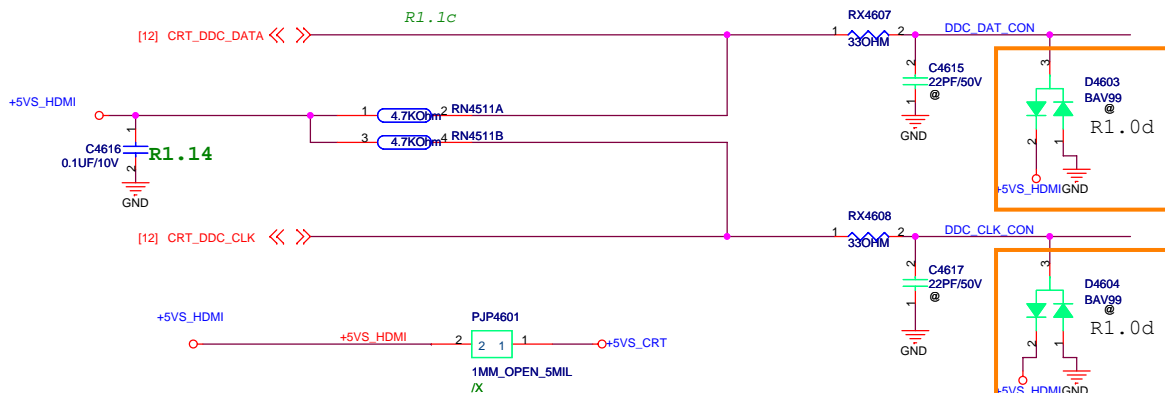 R1.1c
[12] CRT_DDC_DATA
RX4607
1 2
33OHM
DDC_DAT_CON
2
C4615
22PF/50V
@
1
GND
3
D4603
BAV99
@
R1.0d
2
1
+5VS_HDMI
GND
+5VS_HDMI
1 4.7KOhm 2 RN4511A
3 4.7KOhm 4 RN4511B
1
C4616
0.1UF/10V
2
R1.14
GND
[12] CRT_DDC_CLK
RX4608
1 2
33OHM
DDC_CLK_CON
2
C4617
22PF/50V
@
1
GND
3
D4604
BAV99
@
R1.0d
2
1
+5VS_HDMI
GND
+5VS_HDMI
+5VS_HDMI
PJP4601
2 2 1 1
+5VS_CRT
1MM_OPEN_5MIL
/X